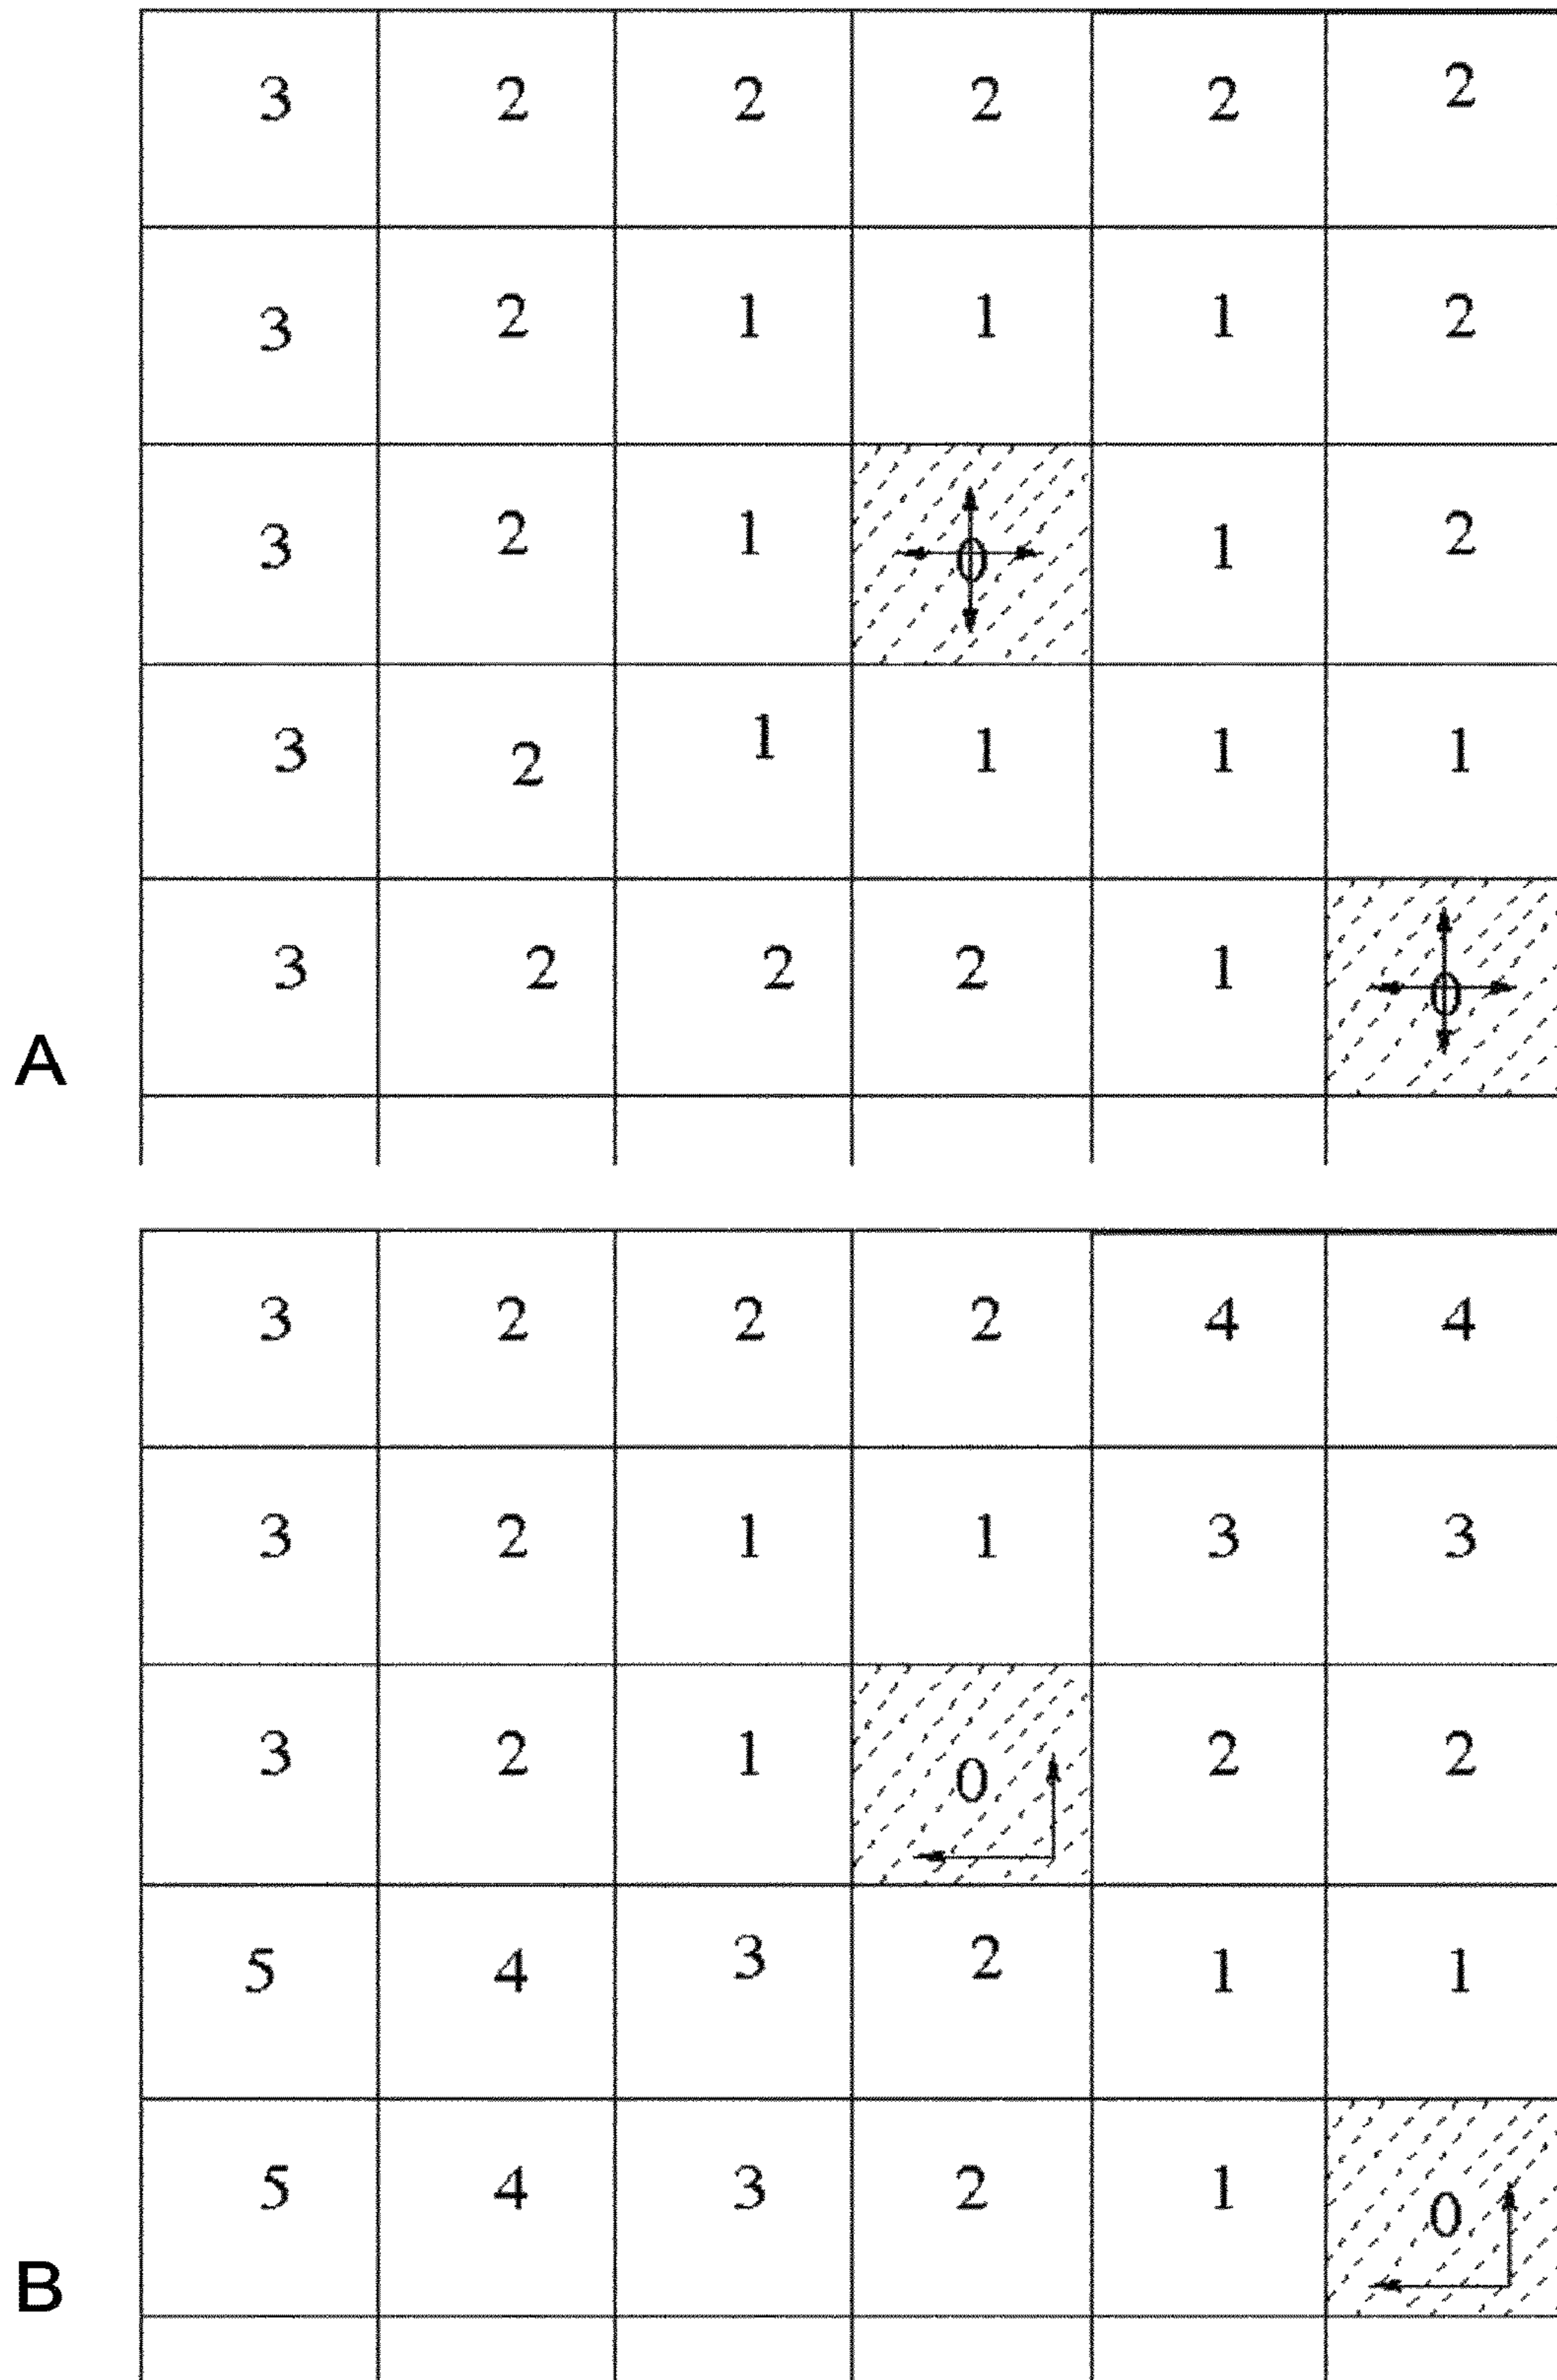 3 2 2 2 2 2
3 2 1 1 1 2
3 2 1 0 1 2
3 2 1 1 1 1
3 2 2 2 1 0
A
3 2 2 2 4 4
3 2 1 1 3 3
3 2 1 0 2 2
5 4 3 2 1 1
5 4 3 2 1 0
B